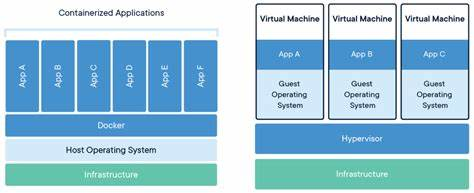 Containerized Applications
App A
App B
App C
App D
App E
App F
Docker
Host Operating System
Infrastructure
Virtual Machine
App A
Guest
Operating
System
Virtual Machine
App B
Guest
Operating
System
Virtual Machine
App C
Guest
Operating
System
Hypervisor
Infrastructure